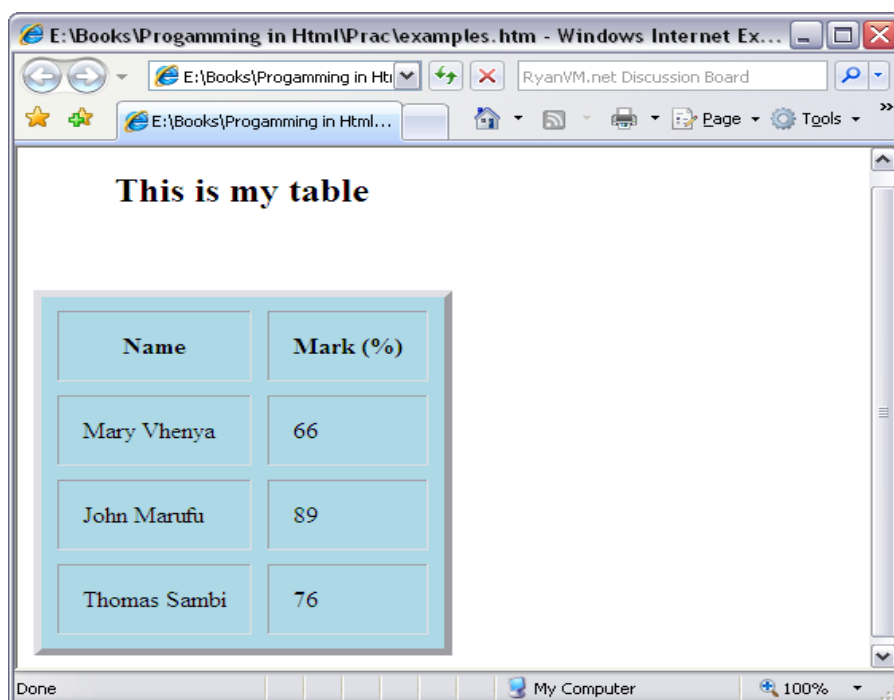 E:\Books\Progamming in Html\Prac\examples.htm - Windows Internet Ex...
E:\Books\Progamming in Ht
RyanVM.net Discussion Board
E:\Books\Progamming in Html...
Page
Tools
»
This is my table
Name Mark (%)
Mary Vhenya 66
John Marufu 89
Thomas Sambi 76
Done My Computer 100%